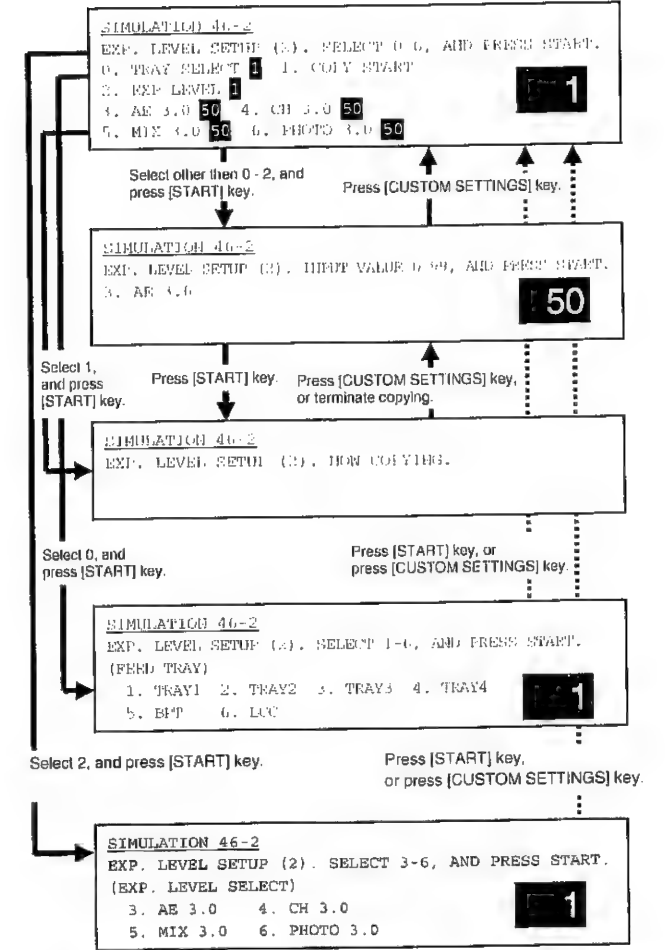 SIMULATION 46-2
EXP. LEVEL SETUP (2). SELECT 0-6, AND PRESS START.
0. TRAY SELECT 1 1. COPY START
2. EXP LEVEL 1
3. AE 3.0 50 4. CH 3.0 50
5. MIX 3.0 50 6. PHOTO 3.0 50
1
Select other then 0 - 2, and
press [START] key.
Press [CUSTOM SETTINGS] key.
SIMULATION 46-2
EXP. LEVEL SETUP (2). INPUT VALUE 0-99, AND PRESS START.
3. AE 3.0
50
Select 1,
and press
[START] key.
Press [START] key.
Press [CUSTOM SETTINGS] key,
or terminate copying.
SIMULATION 46-2
EXP. LEVEL SETUP (2). NOW COPYING.
Select 0, and
press [START] key.
Press [START] key, or
press [CUSTOM SETTINGS] key.
SIMULATION 46-2
EXP. LEVEL SETUP (2). SELECT 1-6, AND PRESS START.
(FEED TRAY)
1. TRAY1 2. TRAY2 3. TRAY3 4. TRAY4
5. BPT 6. LCC
1
Select 2, and press [START] key.
Press [START] key,
or press [CUSTOM SETTINGS] key.
SIMULATION 46-2
EXP. LEVEL SETUP (2). SELECT 3-6, AND PRESS START.
(EXP. LEVEL SELECT)
3. AE 3.0 4. CH 3.0
5. MIX 3.0 6. PHOTO 3.0
1